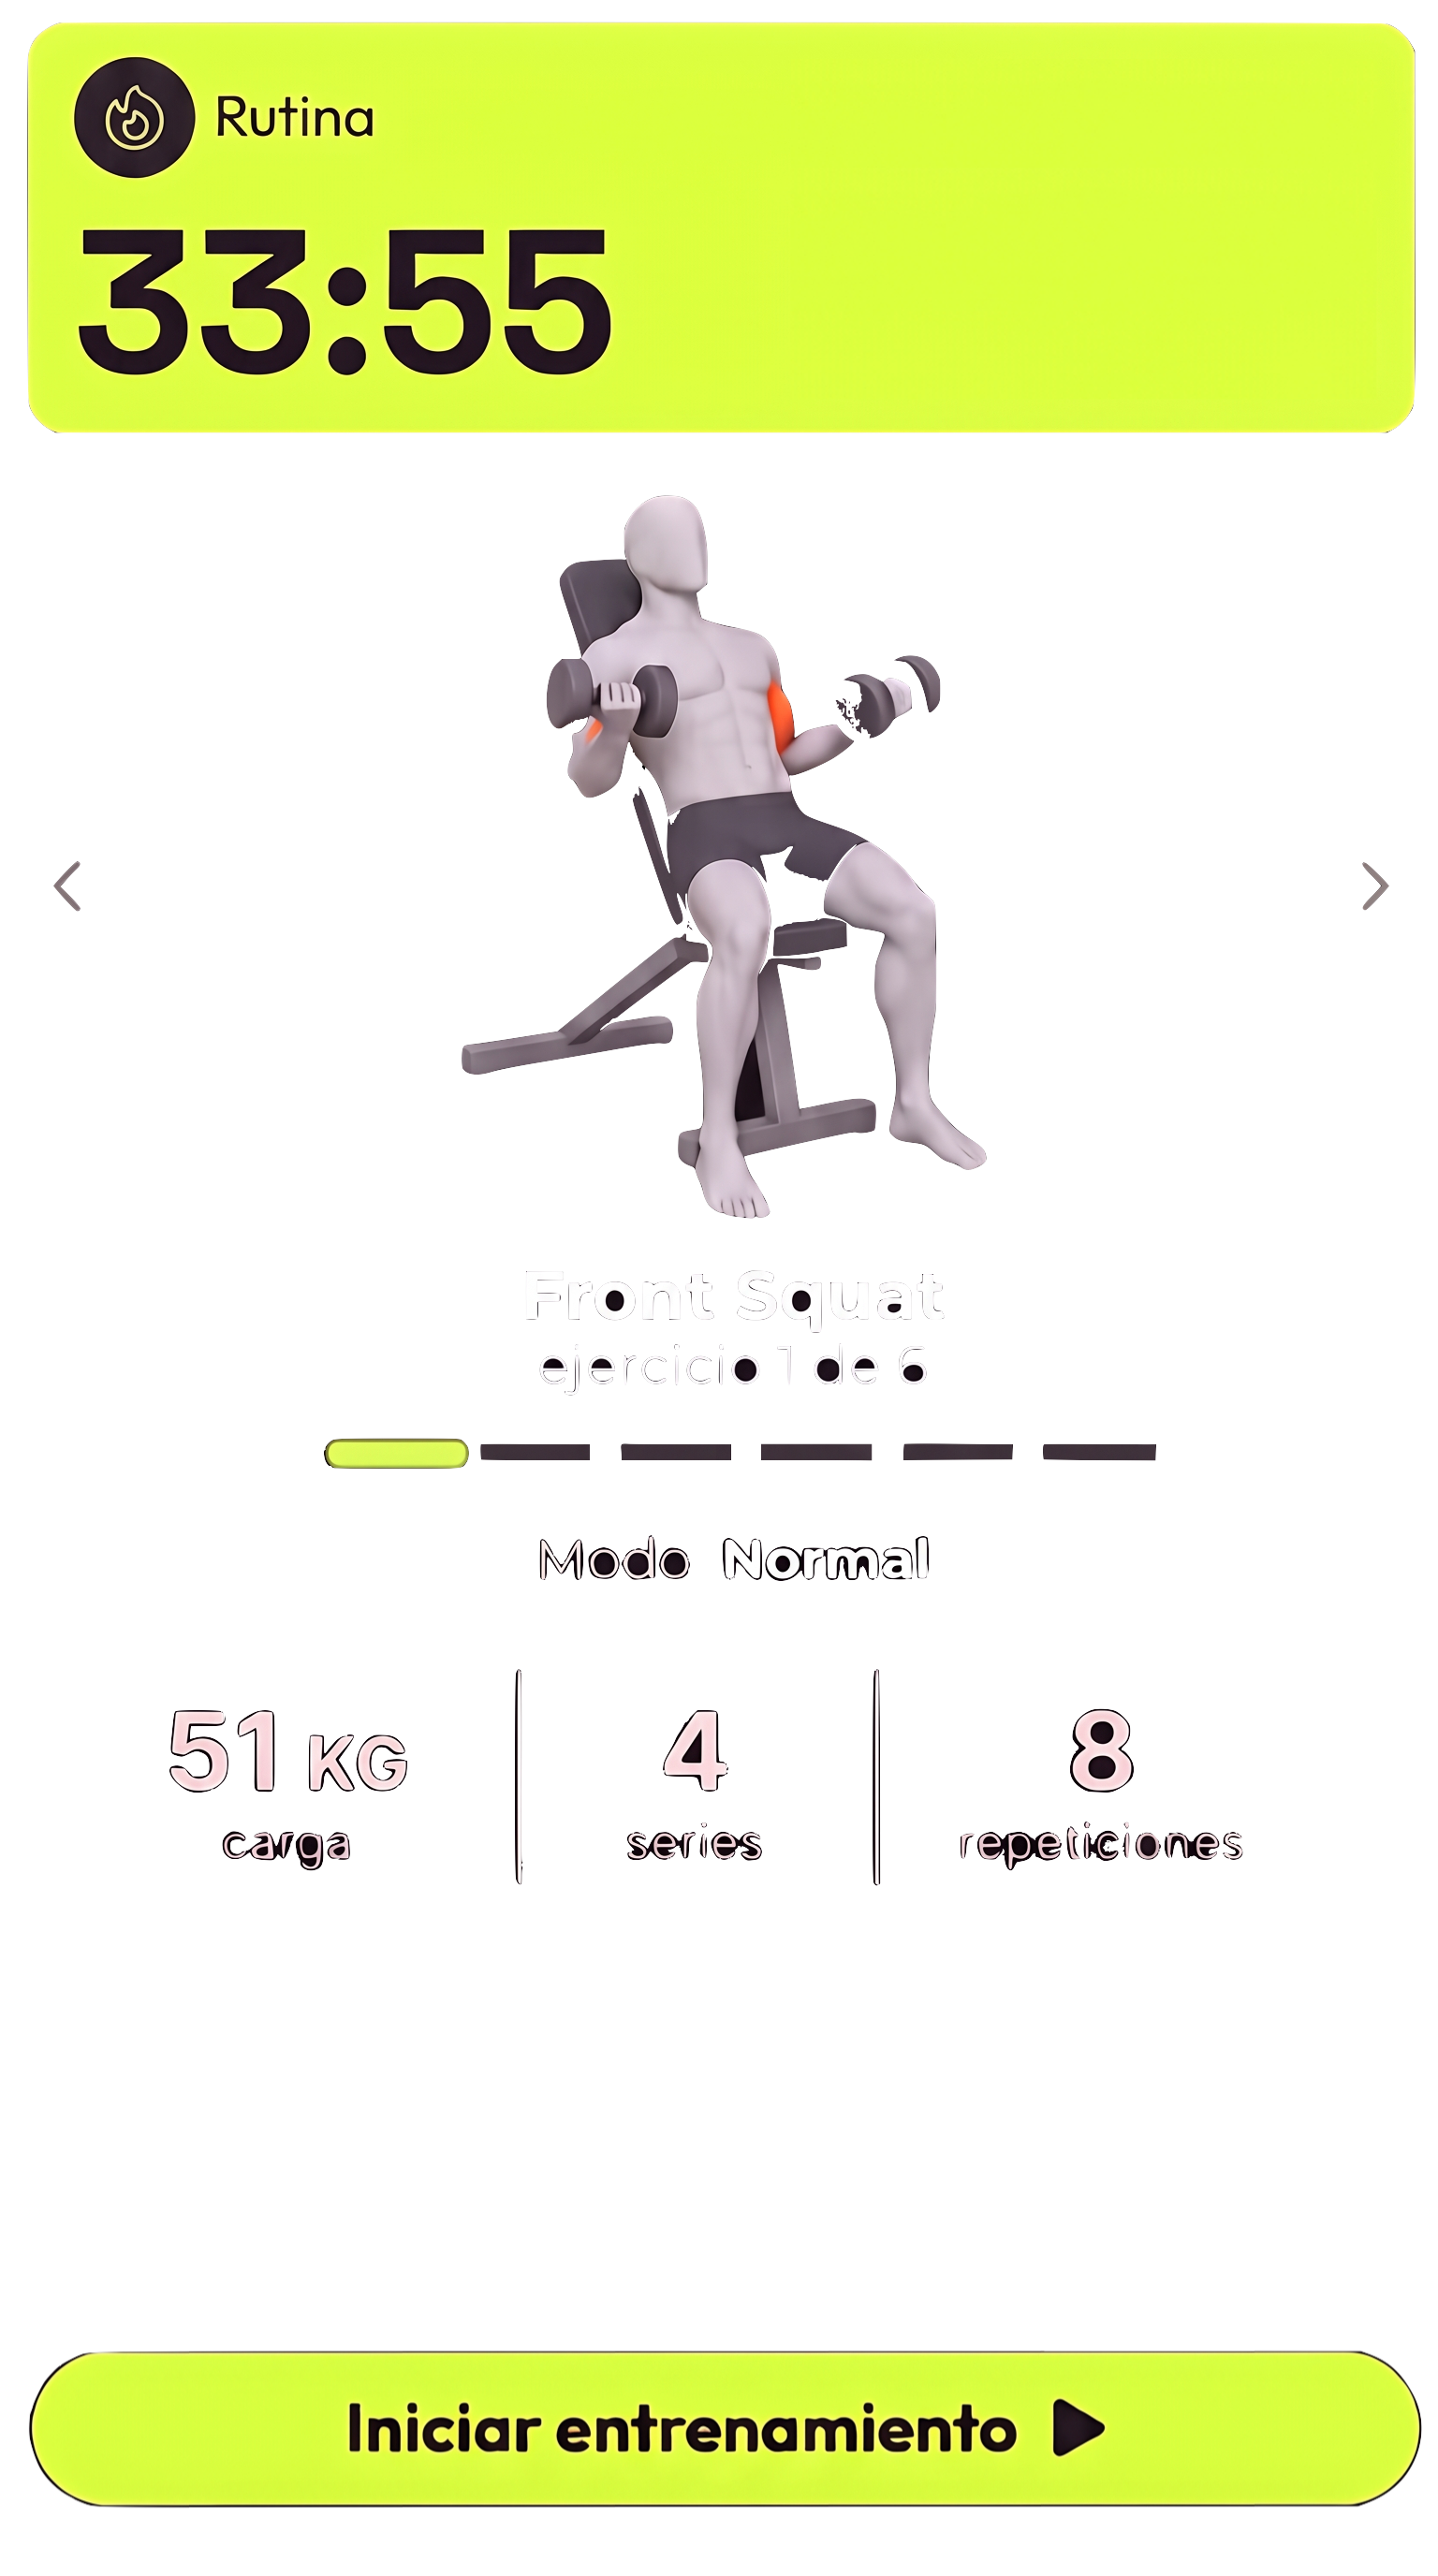 Rutina
33:55
Front Squat
ejercicio 1 de 6
Modo Normal
51 KG
carga
4
series
8
repeticiones
Iniciar entrenamiento